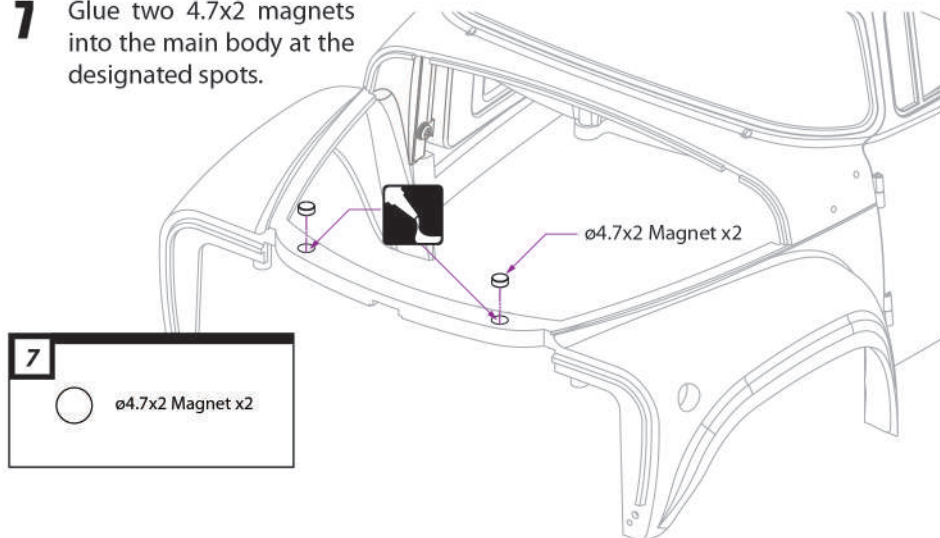 7 Glue two 4.7x2 magnets
into the main body at the
designated spots.
ø4.7x2 Magnet x2
7
ø4.7x2 Magnet x2